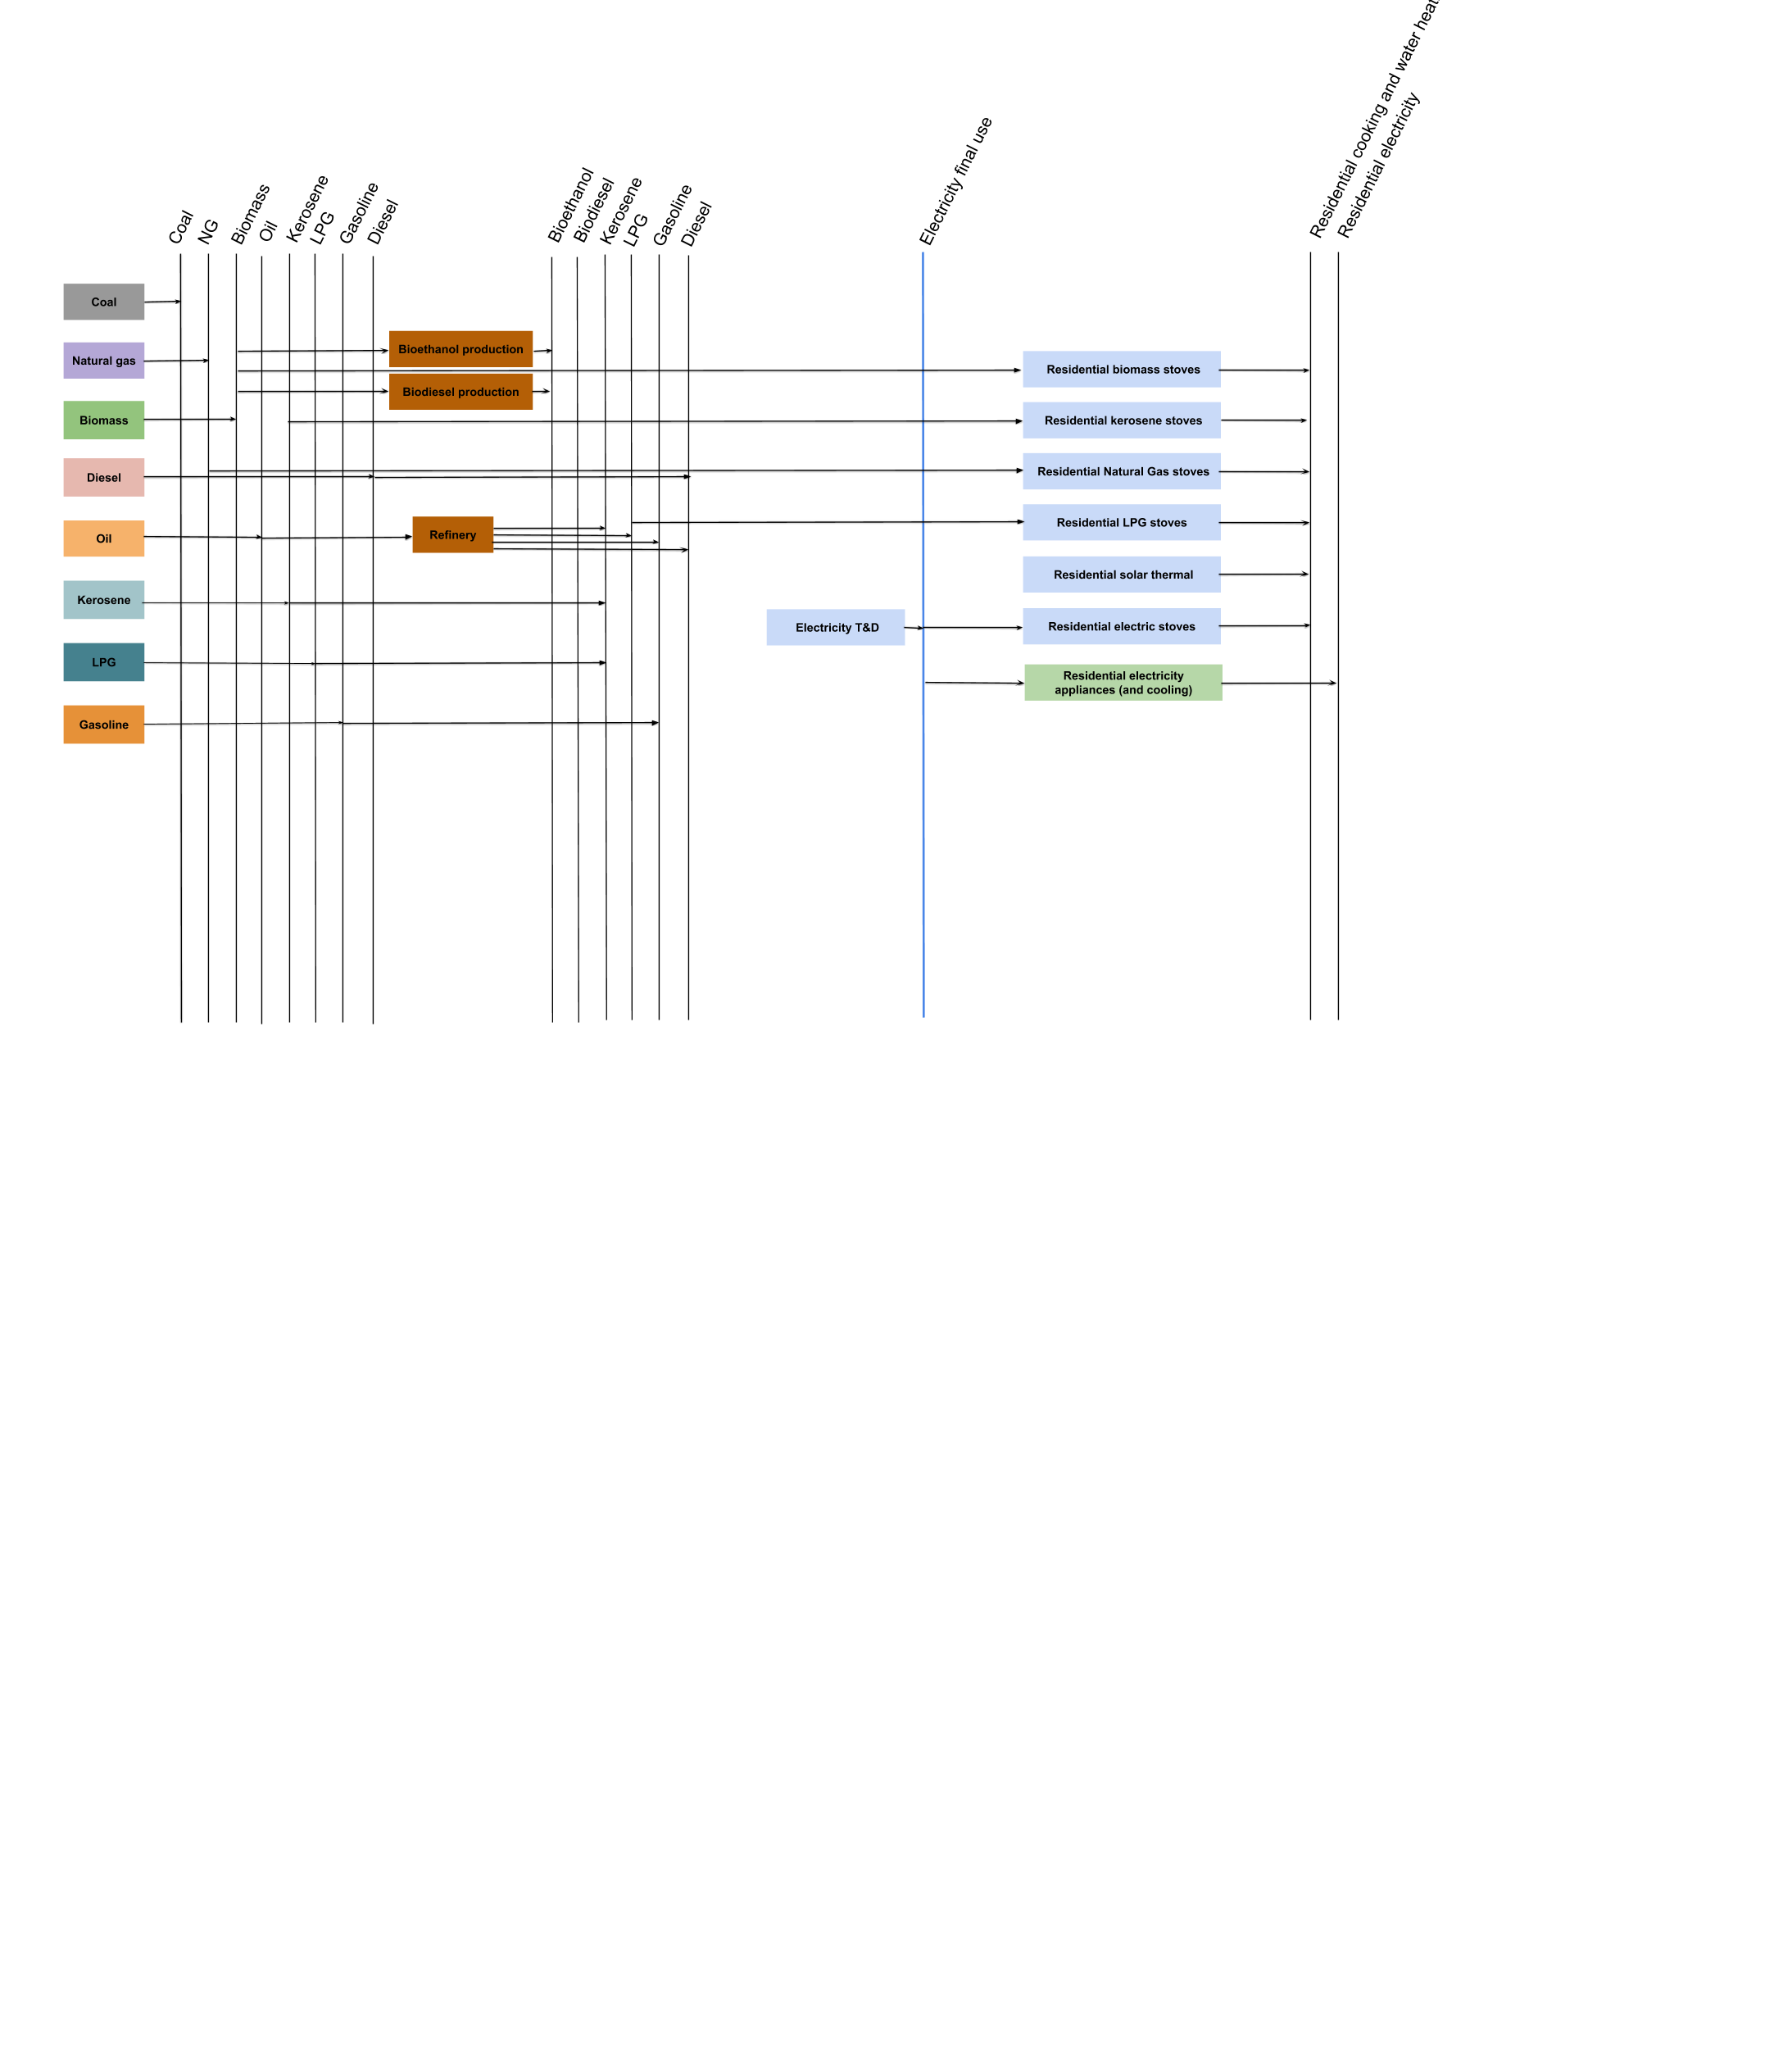 Residential cooking and water heat
Residential electricity
Electricity final use
Coal
NG
Biomass
Oil
Kerosene
LPG
Gasoline
Diesel
Bioethanol
Biodiesel
Kerosene
LPG
Gasoline
Diesel
Coal
Natural gas
Biomass
Diesel
Oil
Kerosene
LPG
Gasoline
Bioethanol production
Biodiesel production
Refinery
Electricity T&D
Residential biomass stoves
Residential kerosene stoves
Residential Natural Gas stoves
Residential LPG stoves
Residential solar thermal
Residential electric stoves
Residential electricity
appliances (and cooling)